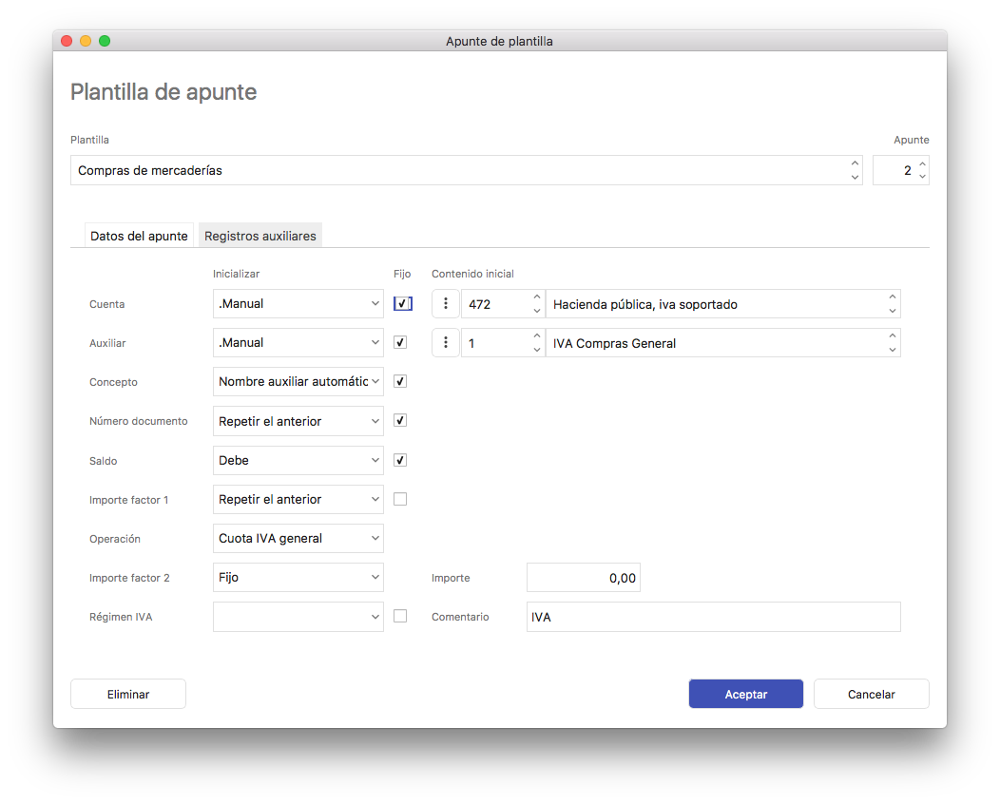 Apunte de plantilla
Plantilla de apunte
Plantilla Apunte
Compras de mercaderías 2
Datos del apunte Registros auxiliares
Inicializar Fijo Contenido inicial
Cuenta .Manual 472 Hacienda pública, iva soportado
Auxiliar .Manual 1 IVA Compras General
Concepto Nombre auxiliar automátic
Número documento Repetir el anterior
Saldo Debe
Importe factor 1 Repetir el anterior
Operación Cuota IVA general
Importe factor 2 Fijo Importe 0,00
Régimen IVA Comentario IVA
Eliminar Aceptar Cancelar